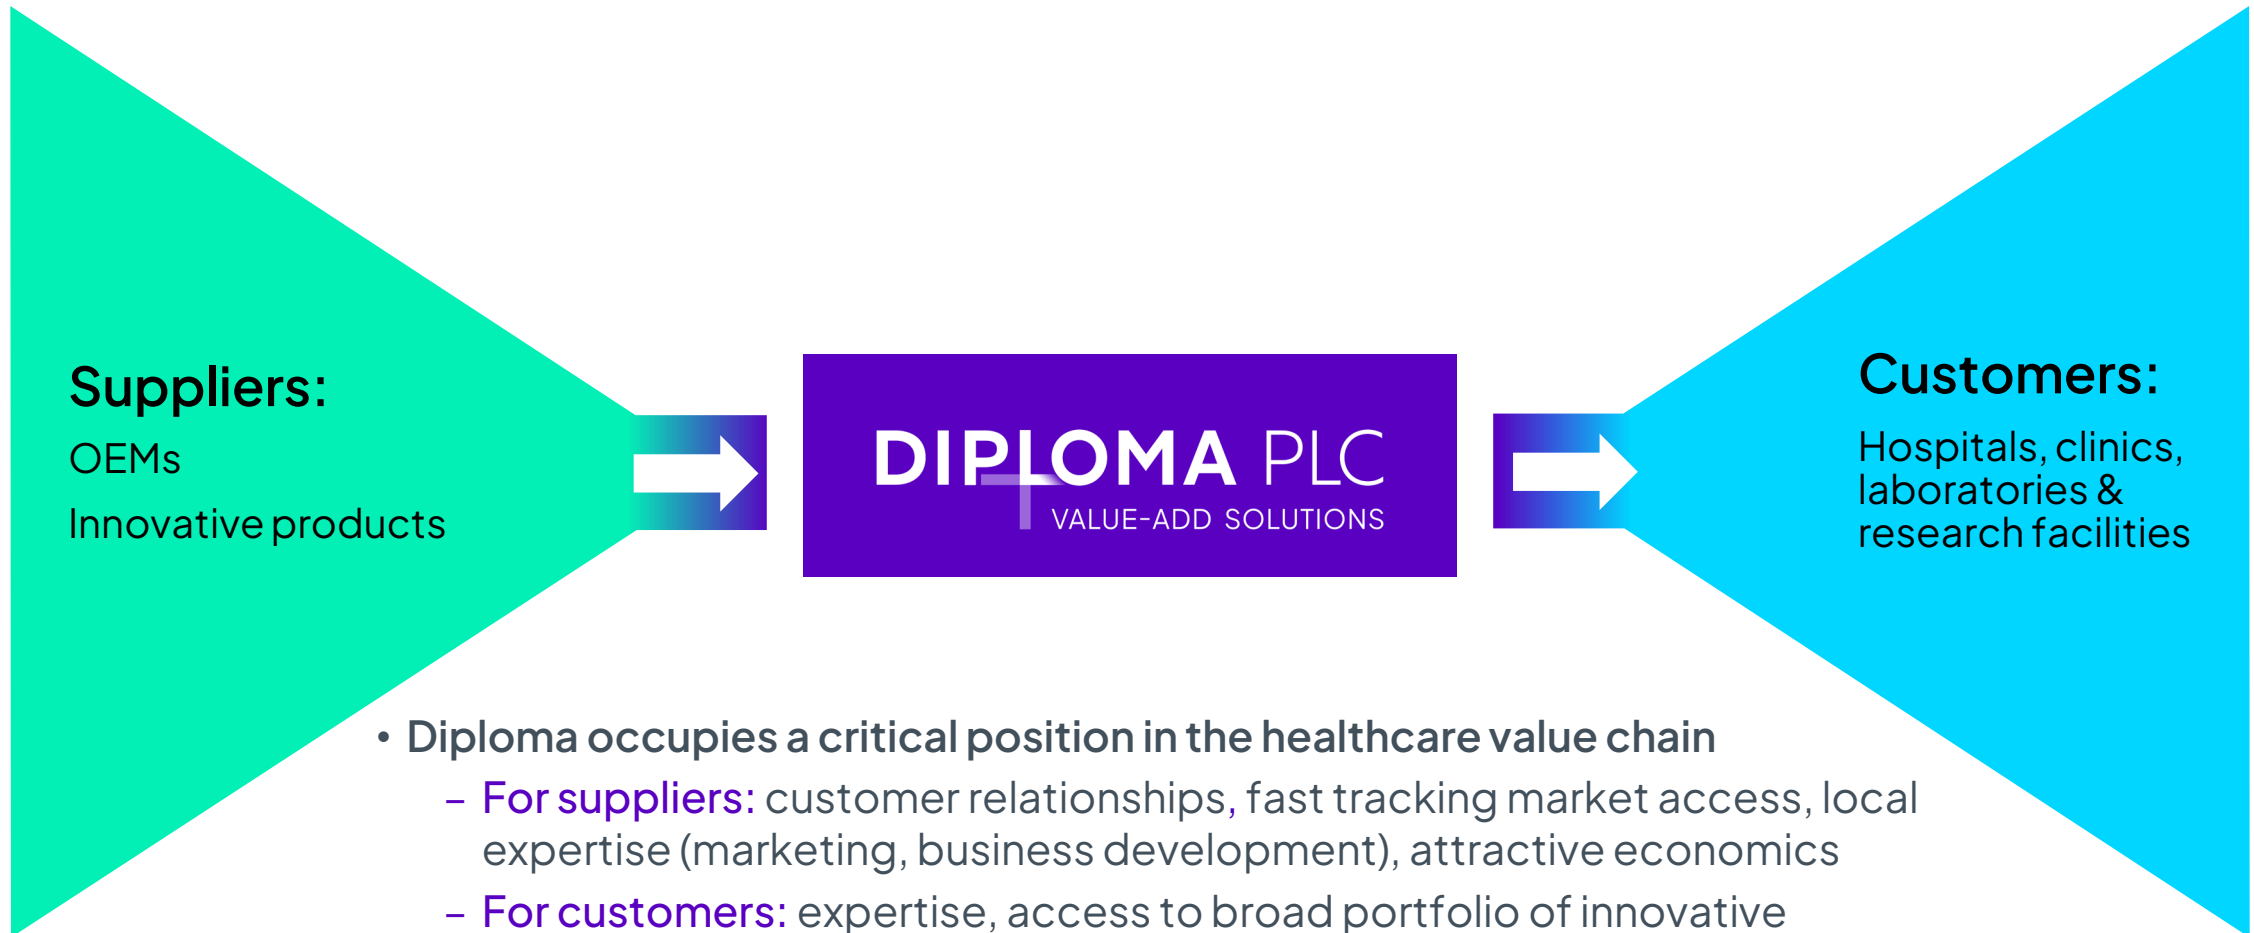 Suppliers:
OEMs
Innovative products
DIPLOMA PLC
VALUE-ADD SOLUTIONS
Customers:
Hospitals, clinics,
laboratories &
research facilities
• Diploma occupies a critical position in the healthcare value chain
– For suppliers: customer relationships, fast tracking market access, local
expertise (marketing, business development), attractive economics
– For customers: expertise, access to broad portfolio of innovative